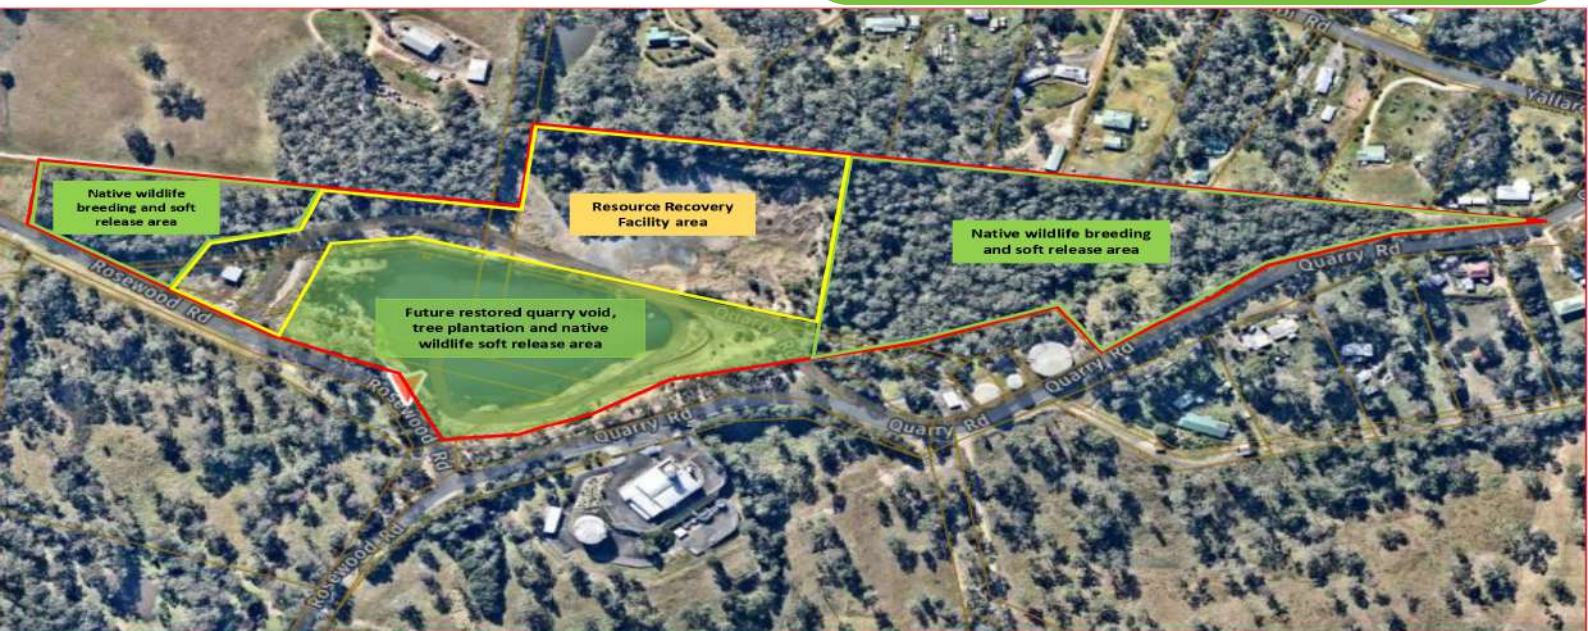 Yallaro
Native wildlife
breeding and soft
release area
Resource Recovery
Facility area
Native wildlife breeding
and soft release area
Quarry Rd
Rosewood Rd
Future restored quarry void,
tree plantation and native
wildlife soft release area
Quarry
Quarry Rd
Rosewood Rd
Quarry Rd
Quarry Rd
Rosewood Rd